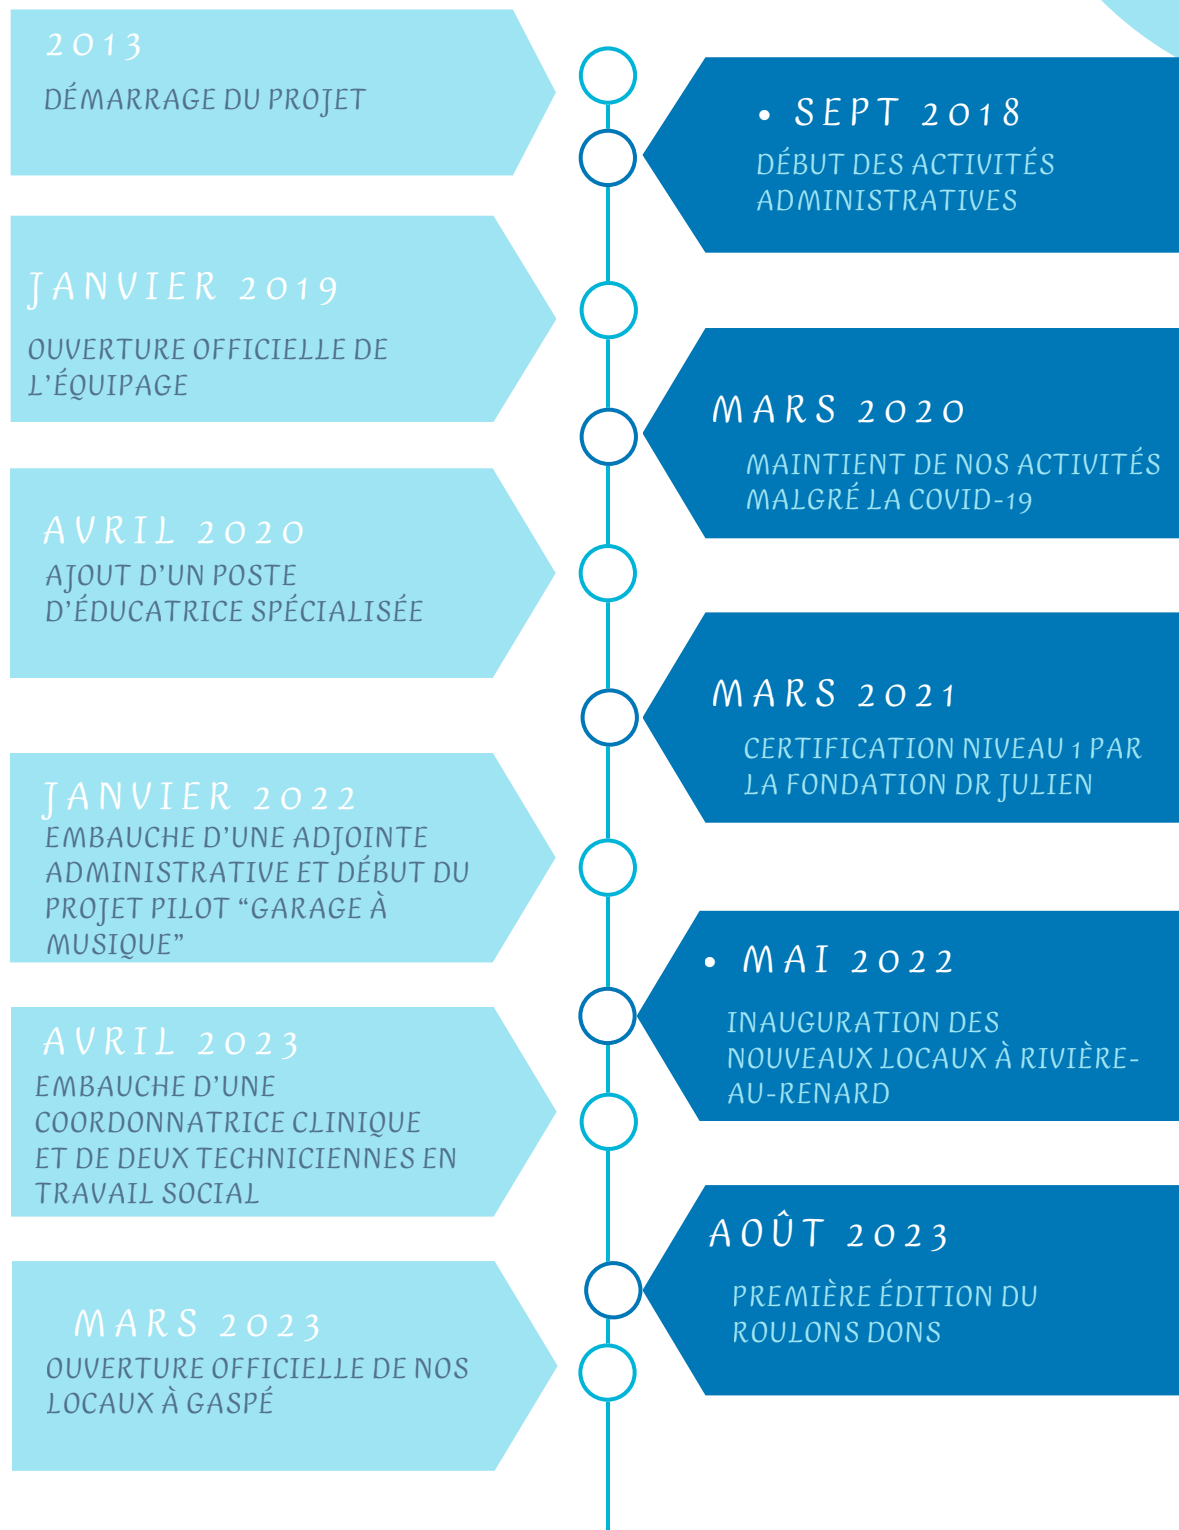 2013
DÉMARRAGE DU PROJET
• SEPT 2018
DÉBUT DES ACTIVITÉS
ADMINISTRATIVES
JANVIER 2019
OUVERTURE OFFICIELLE DE
L’ÉQUIPAGE
MARS 2020
MAINTIENT DE NOS ACTIVITÉS
MALGRÉ LA COVID-19
AVRIL 2020
AJOUT D’UN POSTE
D’ÉDUCATRICE SPÉCIALISÉE
MARS 2021
CERTIFICATION NIVEAU 1 PAR
LA FONDATION DR JULIEN
JANVIER 2022
EMBAUCHE D’UNE ADJOINTE
ADMINISTRATIVE ET DÉBUT DU
PROJET PILOT “GARAGE À
MUSIQUE”
• MAI 2022
INAUGURATION DES
NOUVEAUX LOCAUX À RIVIÈRE-
AU-RENARD
AVRIL 2023
EMBAUCHE D’UNE
COORDONNATRICE CLINIQUE
ET DE DEUX TECHNICIENNES EN
TRAVAIL SOCIAL
AOÛT 2023
PREMIÈRE ÉDITION DU
ROULONS DONS
MARS 2023
OUVERTURE OFFICIELLE DE NOS
LOCAUX À GASPÉ